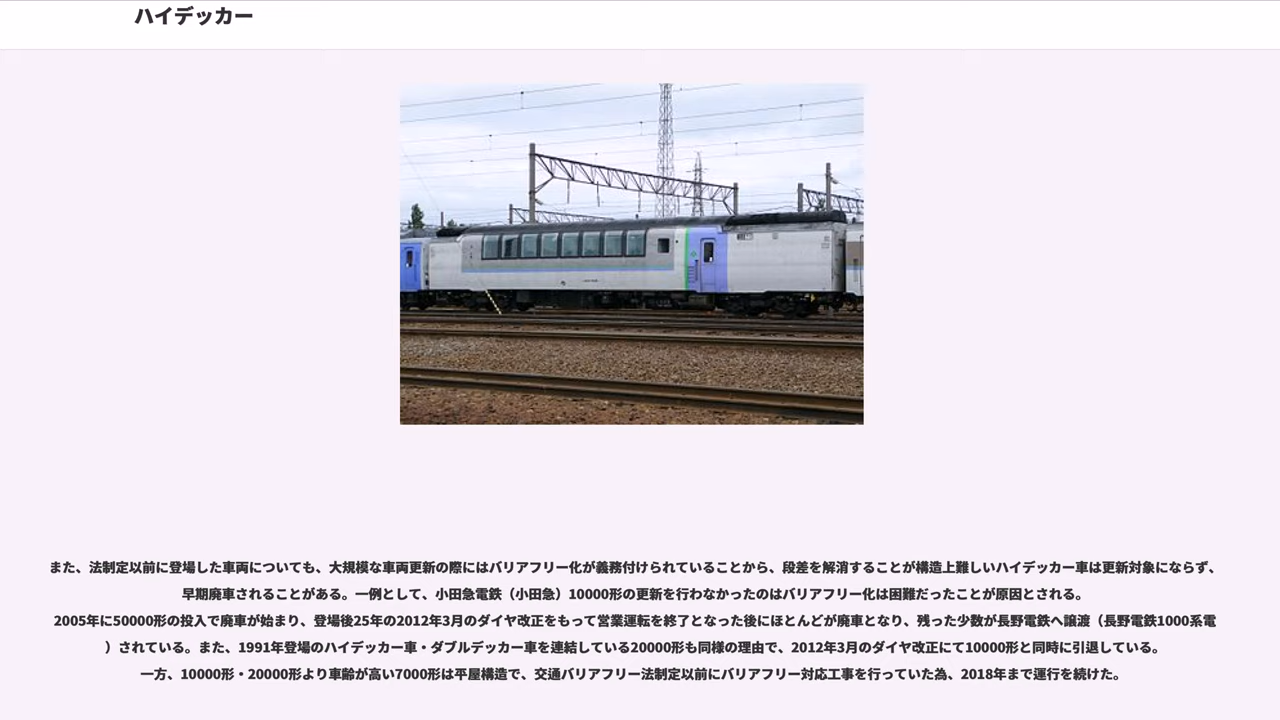 ハイデッカー
また、法制定以前に登場した車両についても、大規模な車両更新の際にはバリアフリー化が義務付けられていることから、段差を解消することが構造上難しいハイデッカー車は更新対象にならず、
早期廃車されることがある。一例として、小田急電鉄（小田急）10000形の更新を行わなかったのはバリアフリー化は困難だったことが原因とされる。
2005年に50000形の投入で廃車が始まり、登場後25年の2012年3月のダイヤ改正をもって営業運転を終了となった後にほとんどが廃車となり、残った少数が長野電鉄へ譲渡（長野電鉄1000系電
）されている。また、1991年登場のハイデッカー車・ダブルデッカー車を連結している20000形も同様の理由で、2012年3月のダイヤ改正にて10000形と同時に引退している。
一方、10000形・20000形より車齢が高い7000形は平屋構造で、交通バリアフリー法制定以前にバリアフリー対応工事を行っていた為、2018年まで運行を続けた。